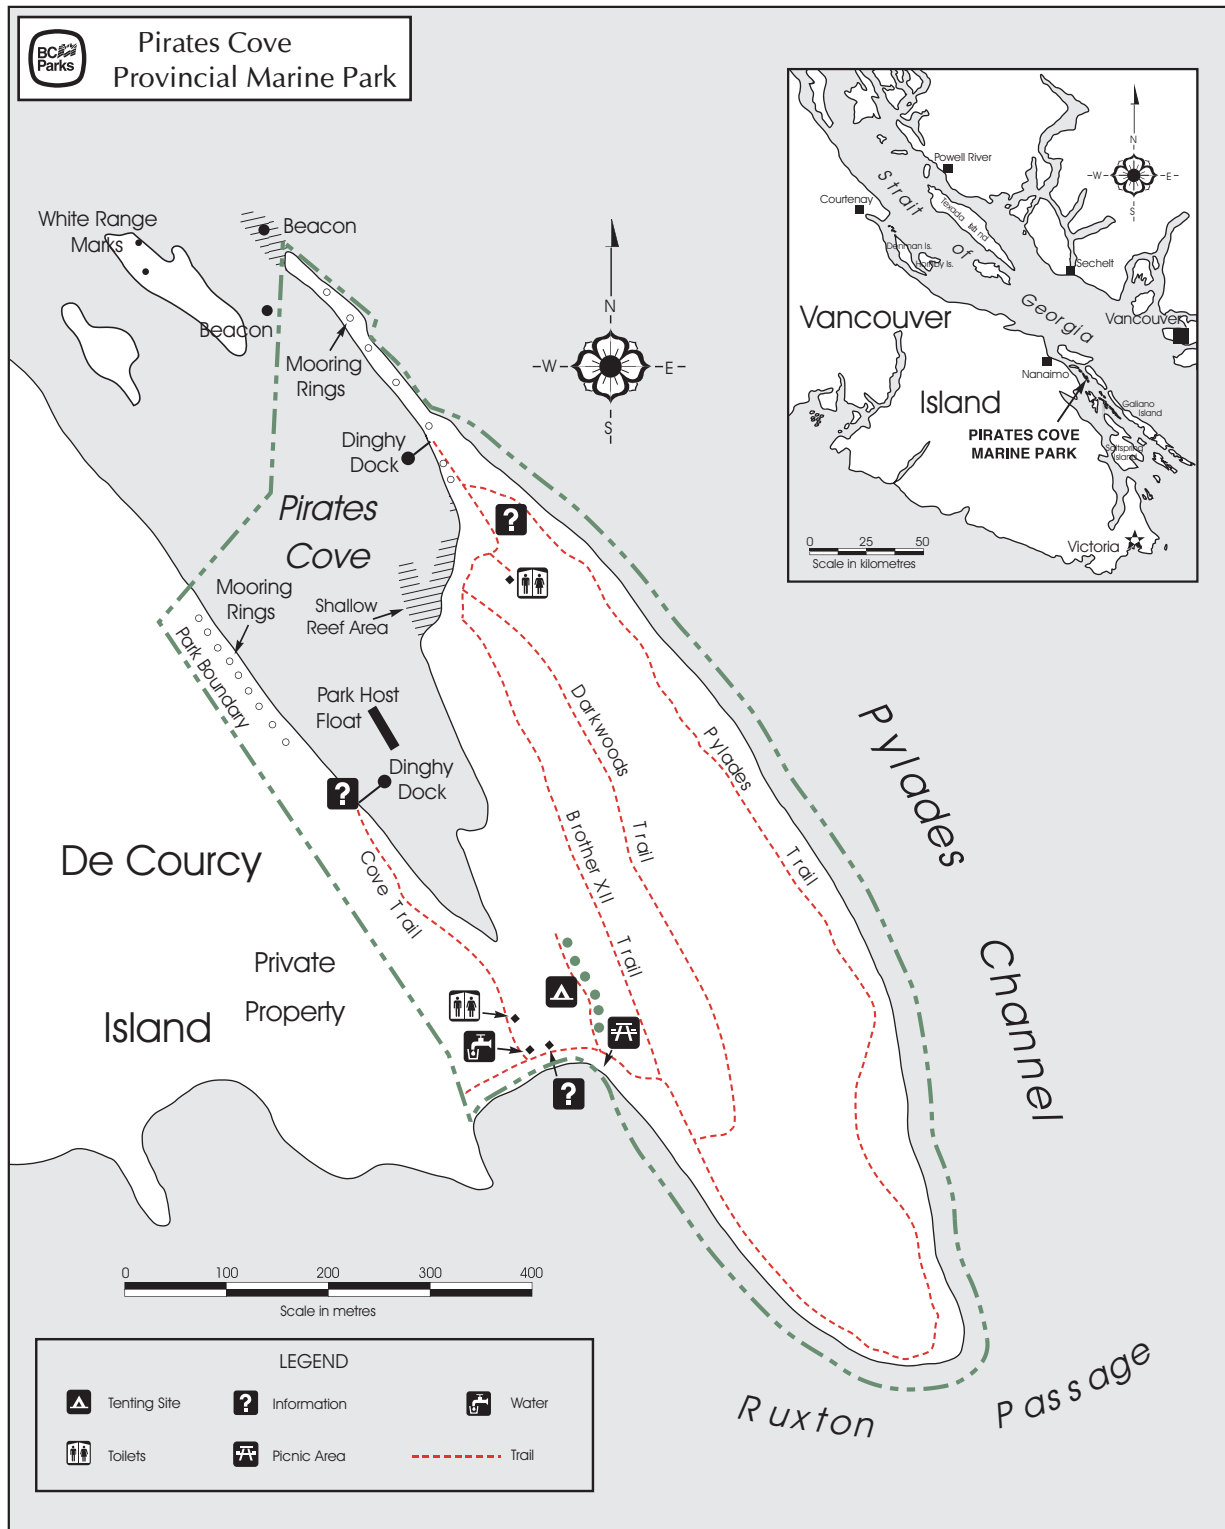 BC
Parks
Pirates Cove
Provincial Marine Park
White Range
Marks
Beacon
Beacon
Mooring
Rings
Dinghy
Dock
N
W
E
S
Pirates
Cove
?
Mooring
Rings
Shallow
Reef Area
Park Boundary
Park Host
Float
Dinghy
Dock
?
Darkwoods
Trail
Pylades
Trail
Brother XII
Trail
Cove Trail
De Courcy
Island
Private
Property
?
Pylades
Channel
Ruxton
Passage
0 100 200 300 400
Scale in metres
LEGEND
Tenting Site
? Information
Water
Toilets
Picnic Area
Trail
N
W
E
S
Powell River
Courtenay
Strait
of
Georgia
Texada Island
Denman Is.
Hornby Is.
Sechelt
Vancouver
Island
Vancouver
Nanaimo
Galiano
Island
PIRATES COVE
MARINE PARK
Saltspring
Island
Victoria
0 25 50
Scale in kilometres